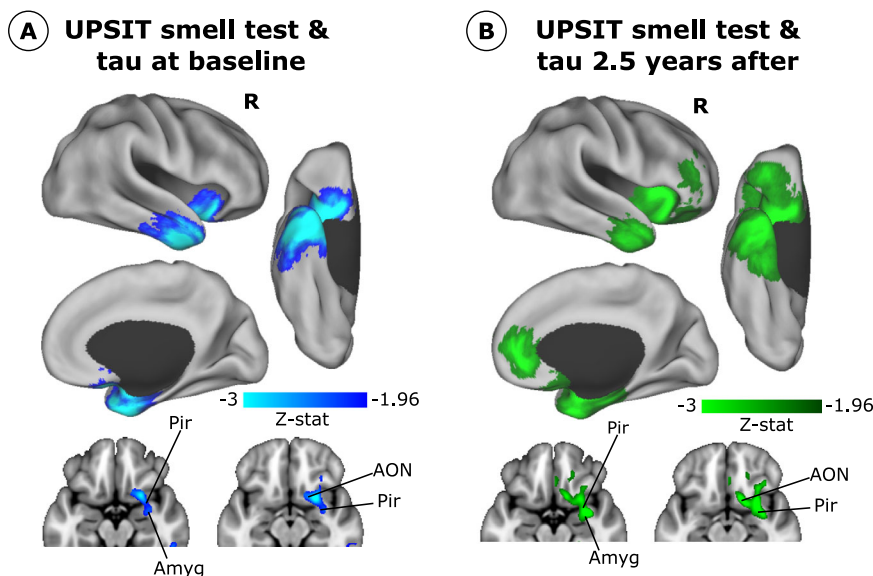 A UPSIT smell test &
tau at baseline
R
-3 -1.96
Z-stat
Pir
AON
Pir
Amyg
B UPSIT smell test &
tau 2.5 years after
R
-3 -1.96
Z-stat
Pir
AON
Pir
Amyg